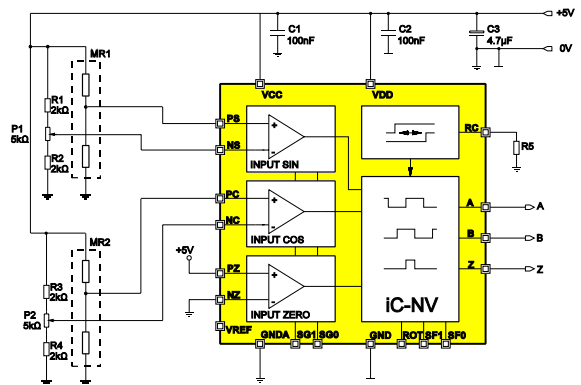 +5V
C1
100nF
C2
100nF
C3
4.7µF
0V
MR1
VCC
VDD
R1
2kΩ
P1
5kΩ
R2
2kΩ
PS
NS
INPUT SIN
RC
R5
PC
NC
INPUT COS
A
A
B
B
Z
Z
MR2
+5V
PZ
NZ
INPUT ZERO
iC-NV
R3
2kΩ
P2
5kΩ
R4
2kΩ
VREF
GNDA
SG1
SG0
GND
ROT
SF1
SF0